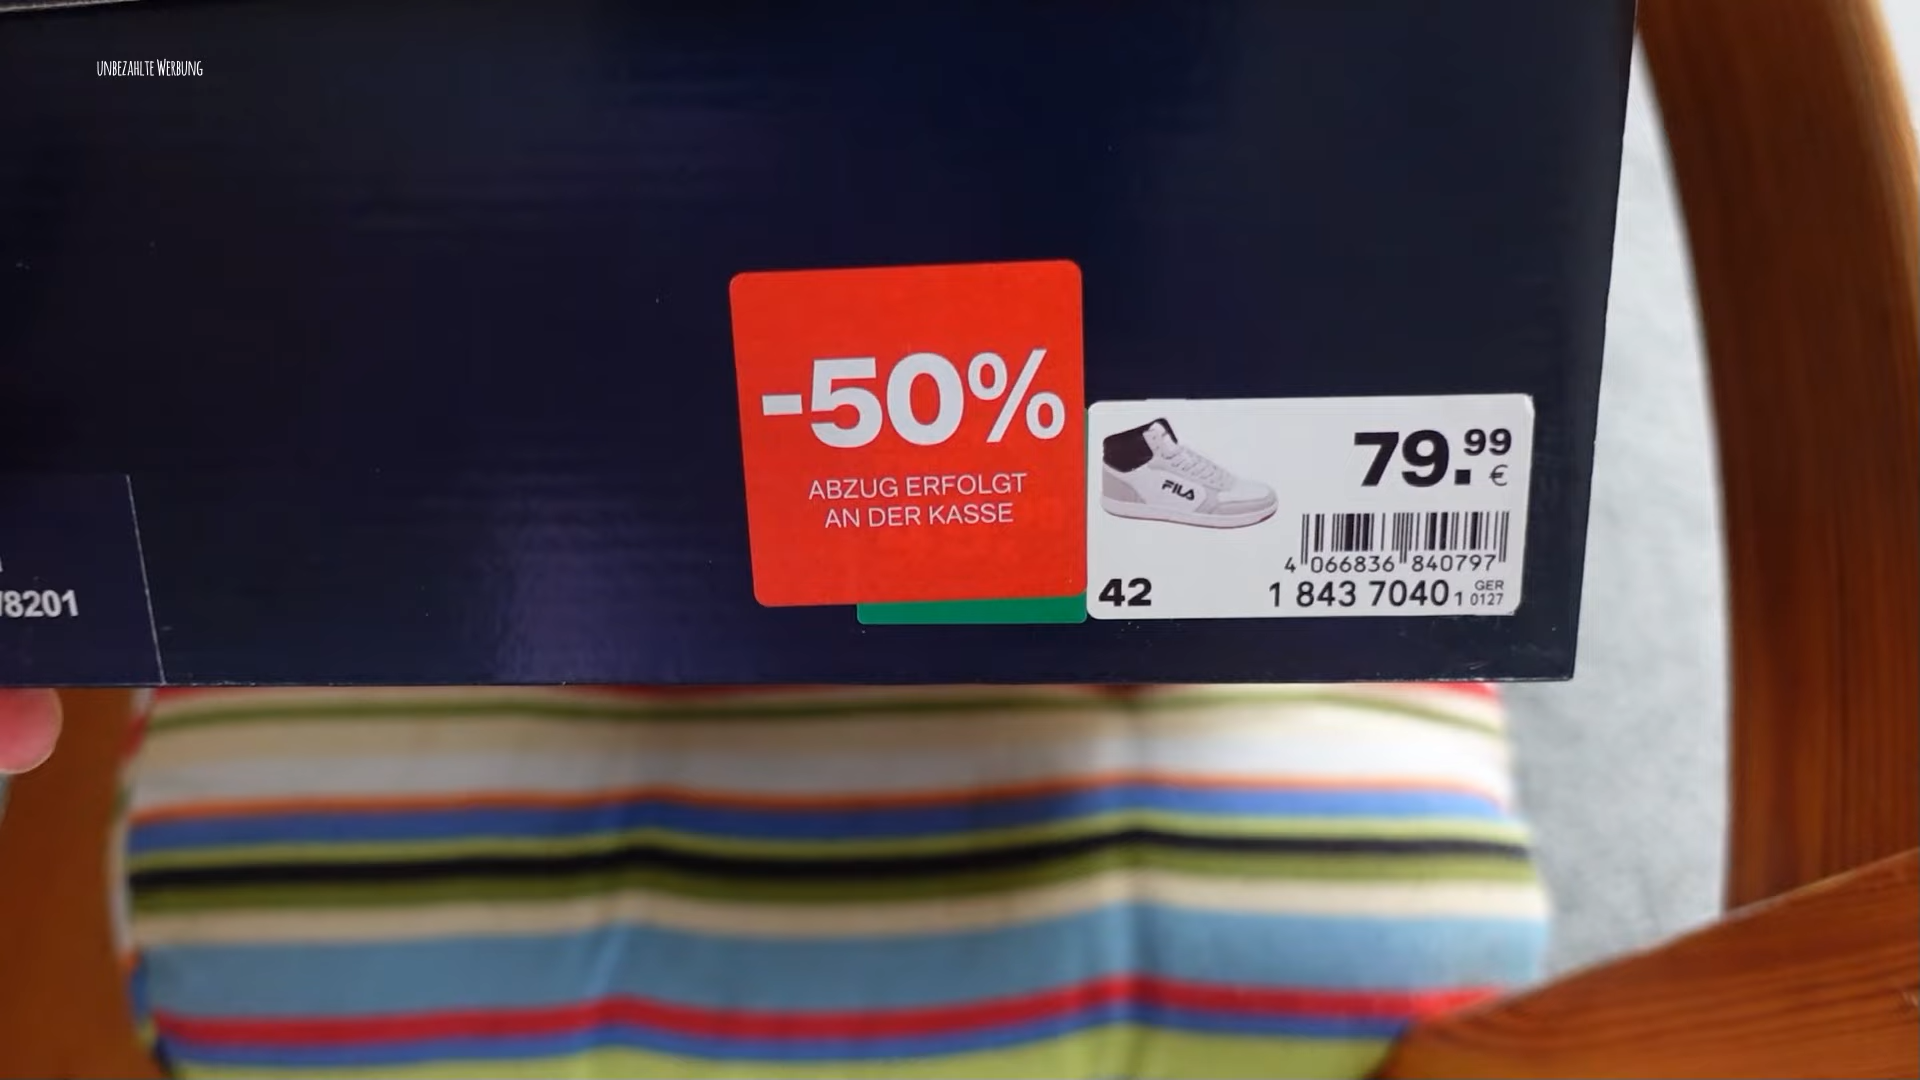 UNBEZAHLTE WERBUNG
-50%
ABZUG ERFOLGT
AN DER KASSE
FILA
79.99
€
4 066836 840797
42
1 843 7040 1 GER
0127
8201